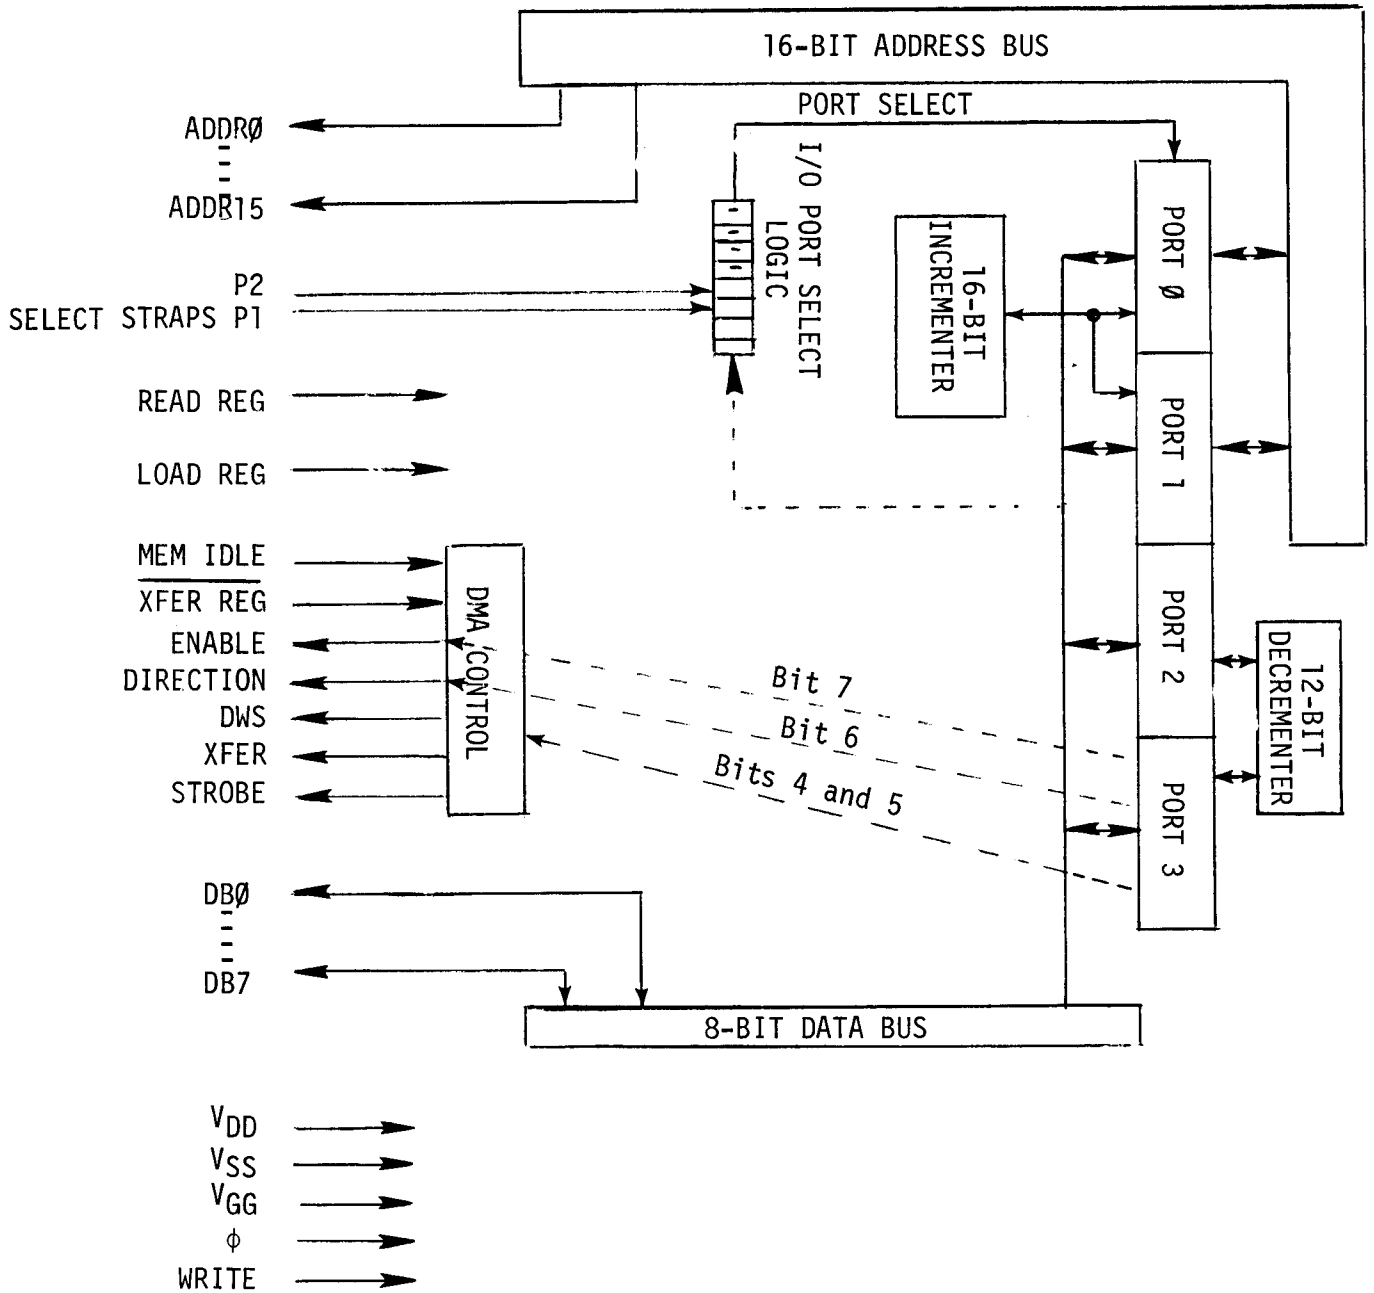 16-BIT ADDRESS BUS
PORT SELECT
ADDRØ
ADDR15
I/O PORT SELECT
LOGIC
P2
SELECT STRAPS P1
16-BIT
INCREMENTER
PORT Ø
PORT 1
PORT 2
PORT 3
READ REG
LOAD REG
MEM IDLE
XFER REG
ENABLE
DIRECTION
DWS
XFER
STROBE
DMA CONTROL
Bit 7
Bit 6
Bits 4 and 5
12-BIT
DECREMENTER
DBØ
DB7
8-BIT DATA BUS
VDD
VSS
VGG
ϕ
WRITE